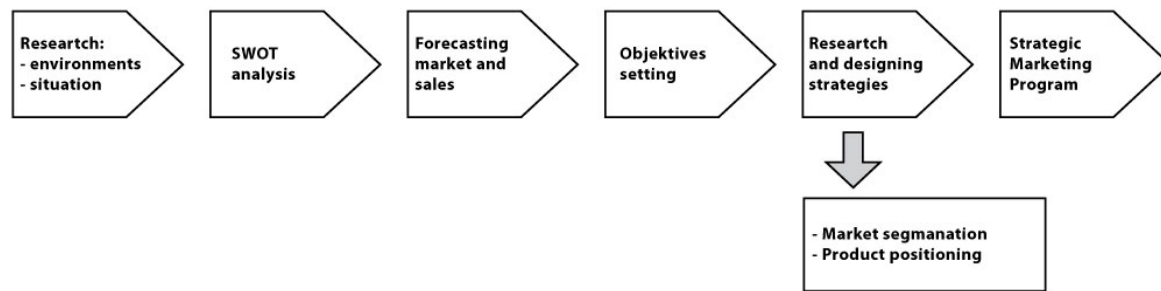 Researtch:
- environments
- situation
SWOT
analysis
Forecasting
market and
sales
Objektives
setting
Researtch
and designing
strategies
Strategic
Marketing
Program
- Market segmanation
- Product positioning